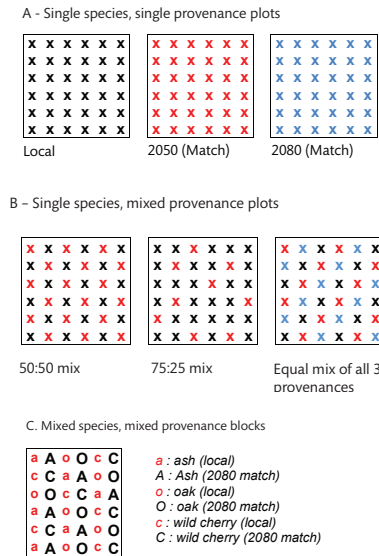 A - Single species, single provenance plots
x x x x x x x x x x x x x x x x x x
x x x x x x x x x x x x x x x x x x
x x x x x x x x x x x x x x x x x x
x x x x x x x x x x x x x x x x x x
x x x x x x x x x x x x x x x x x x
x x x x x x x x x x x x x x x x x x
Local 2050 (Match) 2080 (Match)
B – Single species, mixed provenance plots
x x x x x x x x x x x x x x x x x x
x x x x x x x x x x x x x x x x x x
x x x x x x x x x x x x x x x x x x
x x x x x x x x x x x x x x x x x x
x x x x x x x x x x x x x x x x x x
x x x x x x x x x x x x x x x x x x
50:50 mix 75:25 mix Equal mix of all 3
provenances
C. Mixed species, mixed provenance blocks
a A o O c C
c C a A o O
o O c C a A
a A o O c C
c C a A o O
a A o O c C
a : ash (local)
A : Ash (2080 match)
o : oak (local)
O : oak (2080 match)
c : wild cherry (local)
C : wild cherry (2080 match)